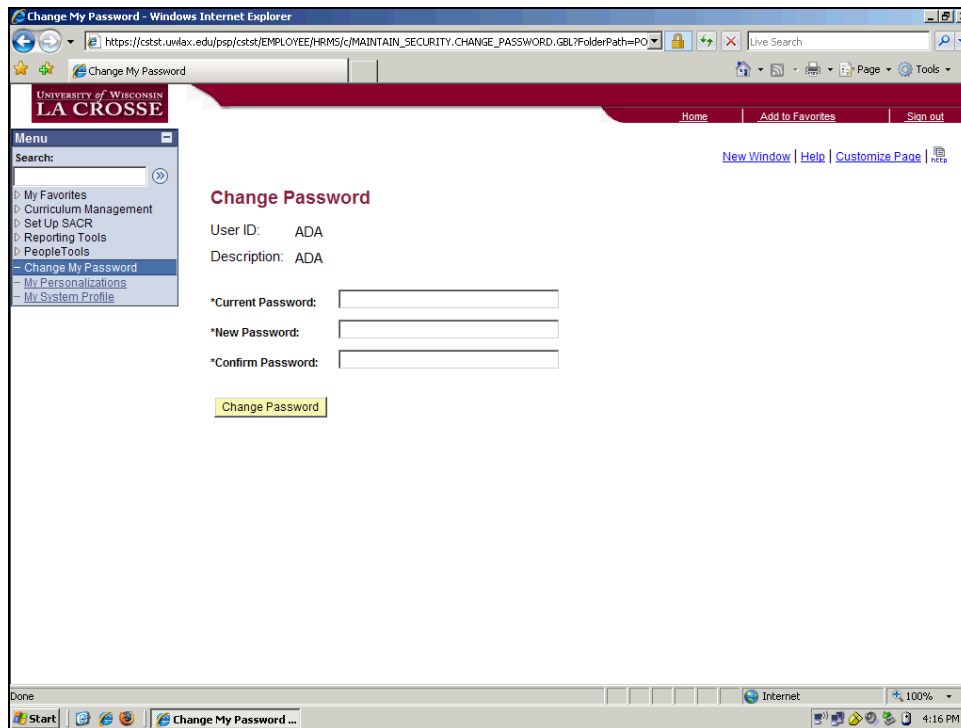 Change My Password - Windows Internet Explorer
https://cstst.uwlax.edu/psp/cstst/EMPLOYEE/HRMS/c/MAINTAIN_SECURITY.CHANGE_PASSWORD.GBL?FolderPath=PO
Live Search
Change My Password
Page
Tools
UNIVERSITY of WISCONSIN
LA CROSSE
Home
Add to Favorites
Sign out
Menu
Search:
My Favorites
Curriculum Management
Set Up SACR
Reporting Tools
PeopleTools
Change My Password
My Personalizations
My System Profile
New Window | Help | Customize Page | http
Change Password
User ID: ADA
Description: ADA
*Current Password:
*New Password:
*Confirm Password:
Change Password
Done
Internet
100%
Start
Change My Password ...
4:16 PM